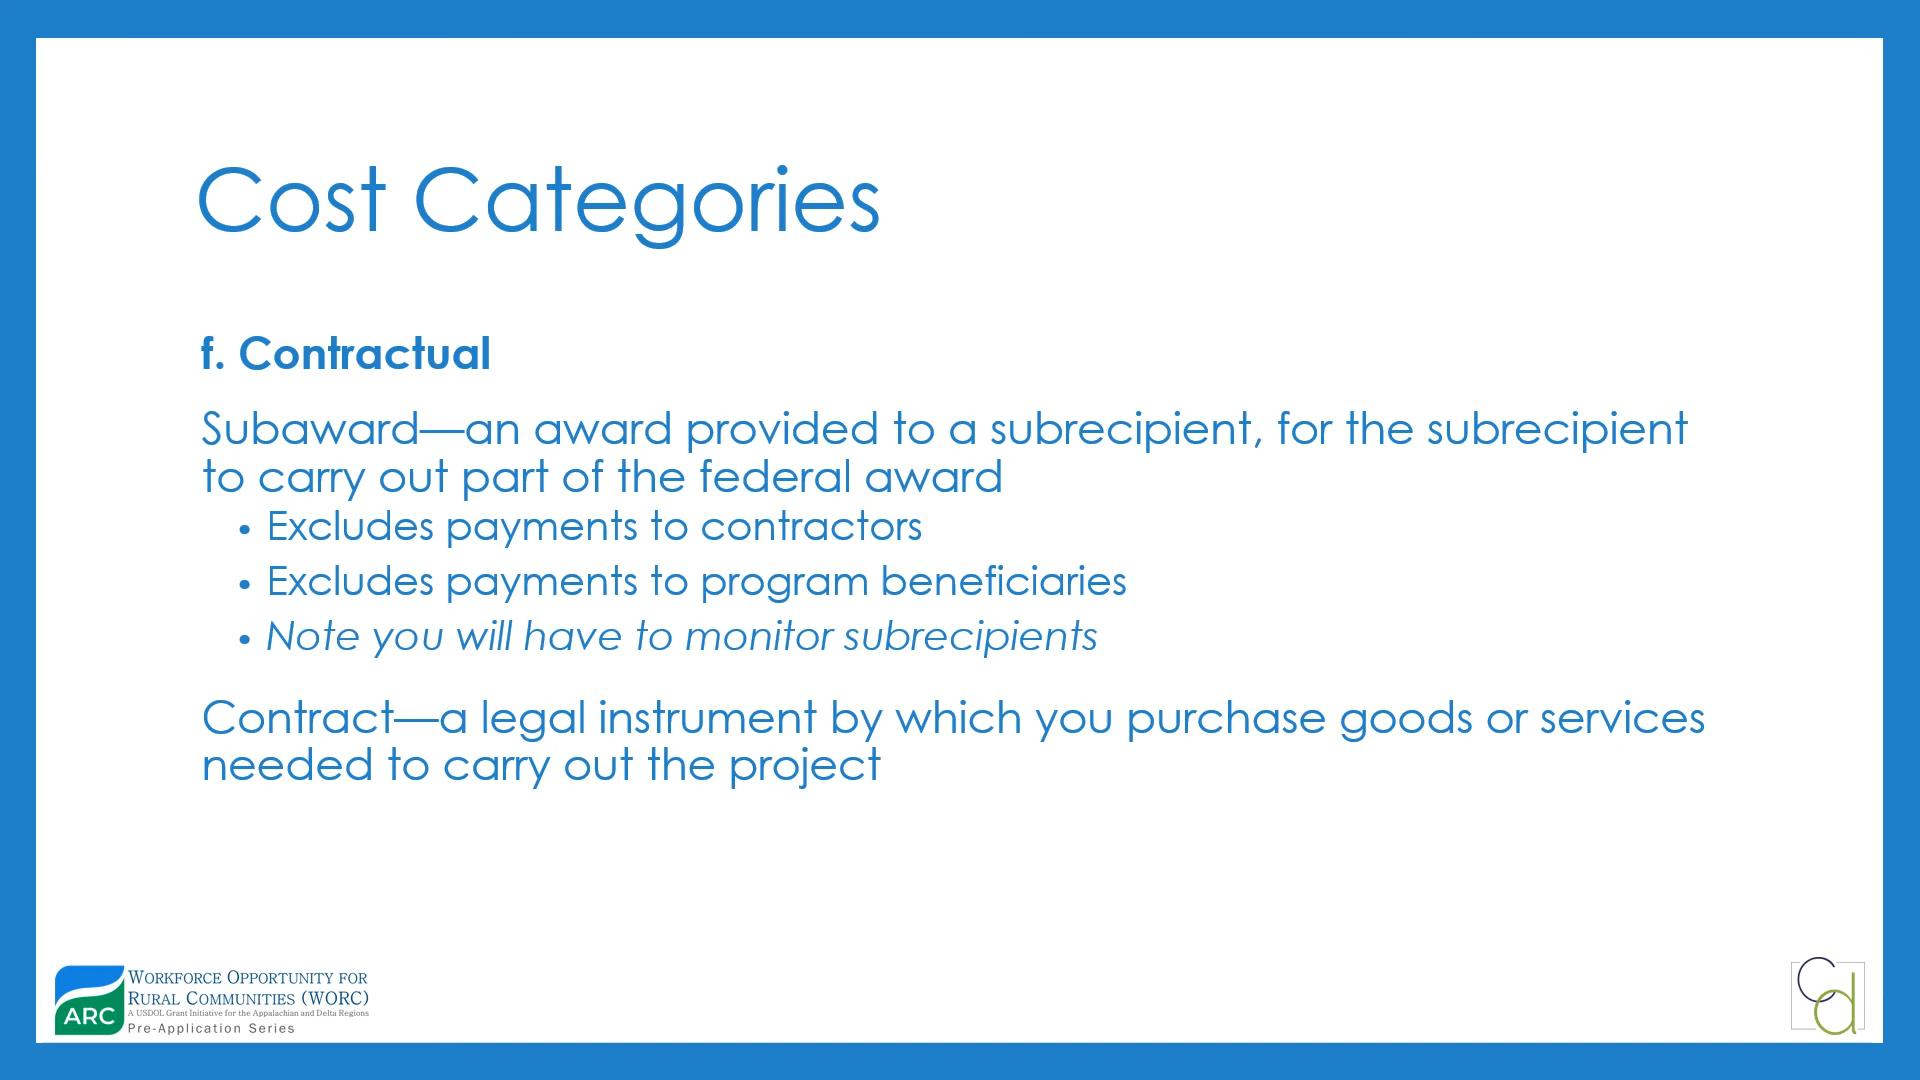 Cost Categories
f. Contractual
Subaward—an award provided to a subrecipient, for the subrecipient
to carry out part of the federal award
• Excludes payments to contractors
• Excludes payments to program beneficiaries
• Note you will have to monitor subrecipients
Contract—a legal instrument by which you purchase goods or services
needed to carry out the project
ARC
WORKFORCE OPPORTUNITY FOR
RURAL COMMUNITIES (WORC)
A USDOL Grant Initiative for the Appalachian and Delta Regions
Pre-Application Series
cd